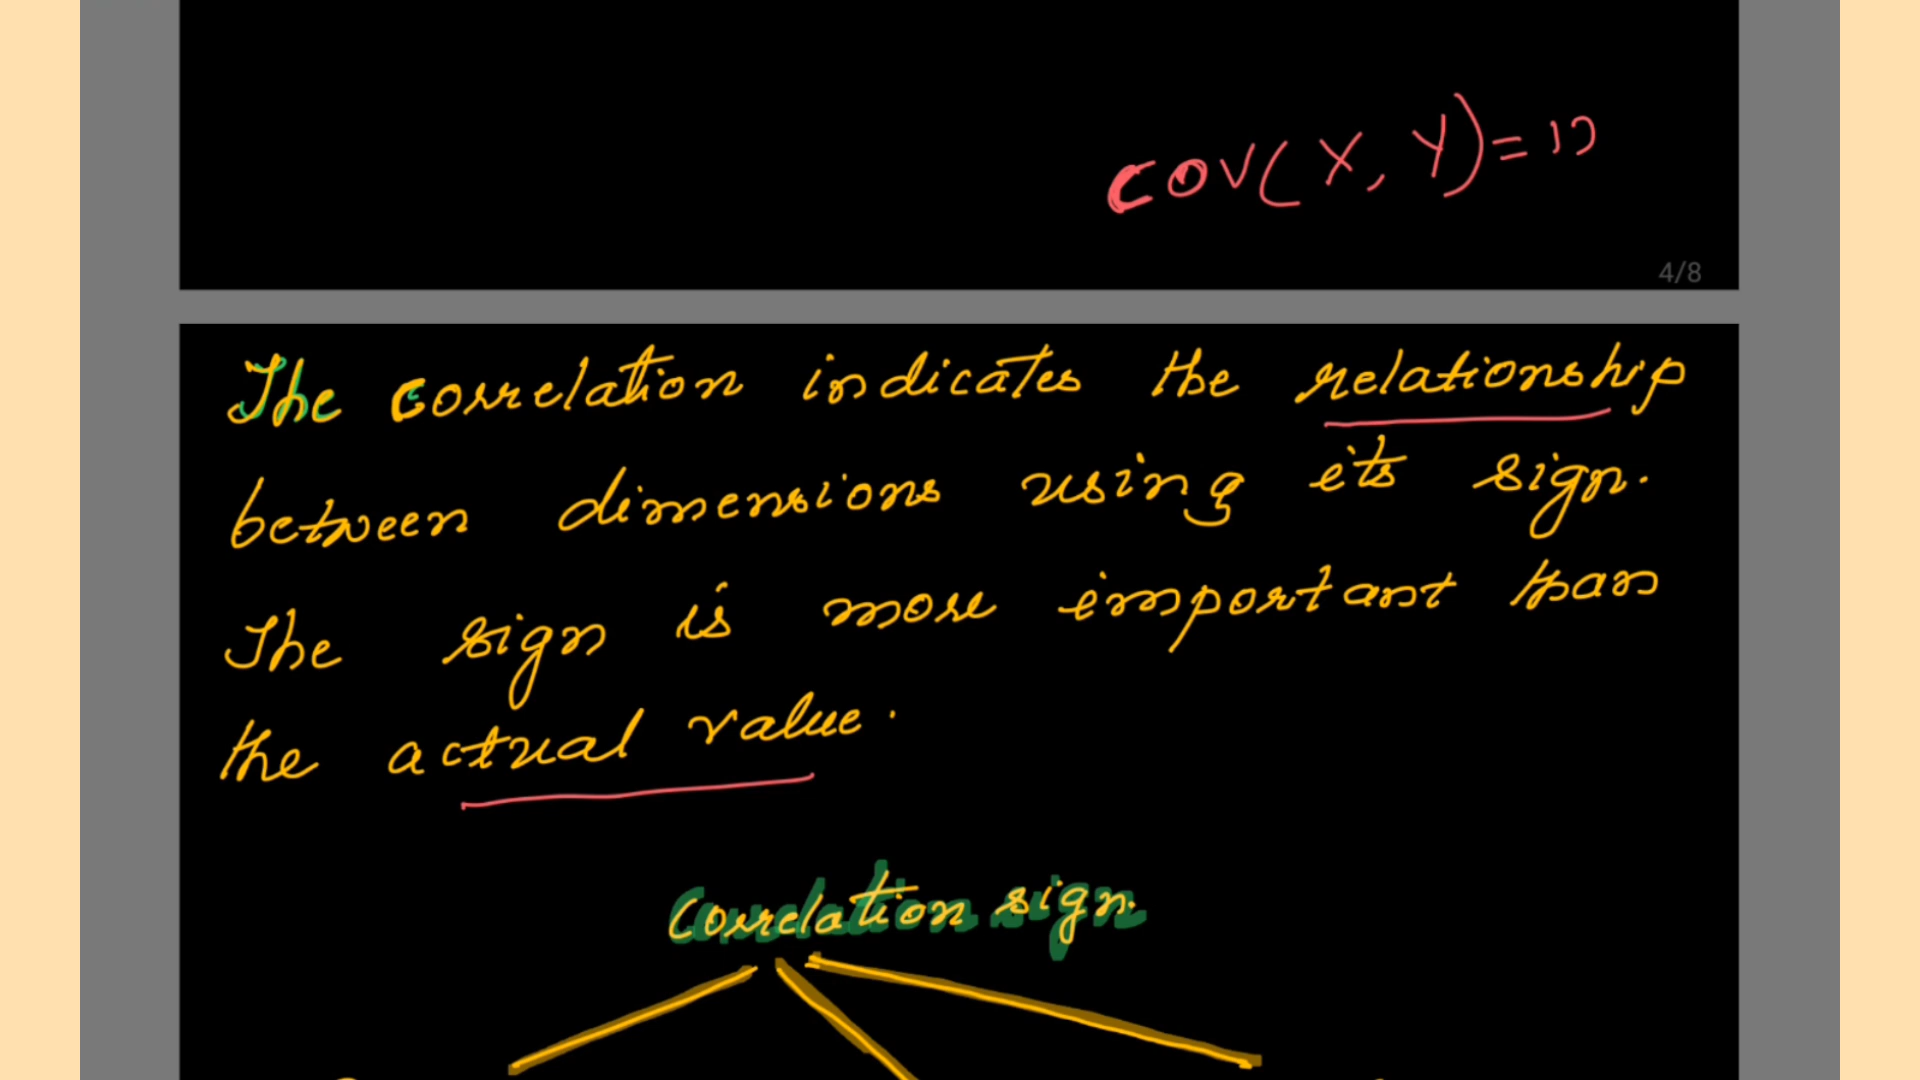 COV(X, Y)=
4/8
The correlation indicates the relationship
between dimensions using its sign.
The sign is more important than
the actual value.
Correlation sign.